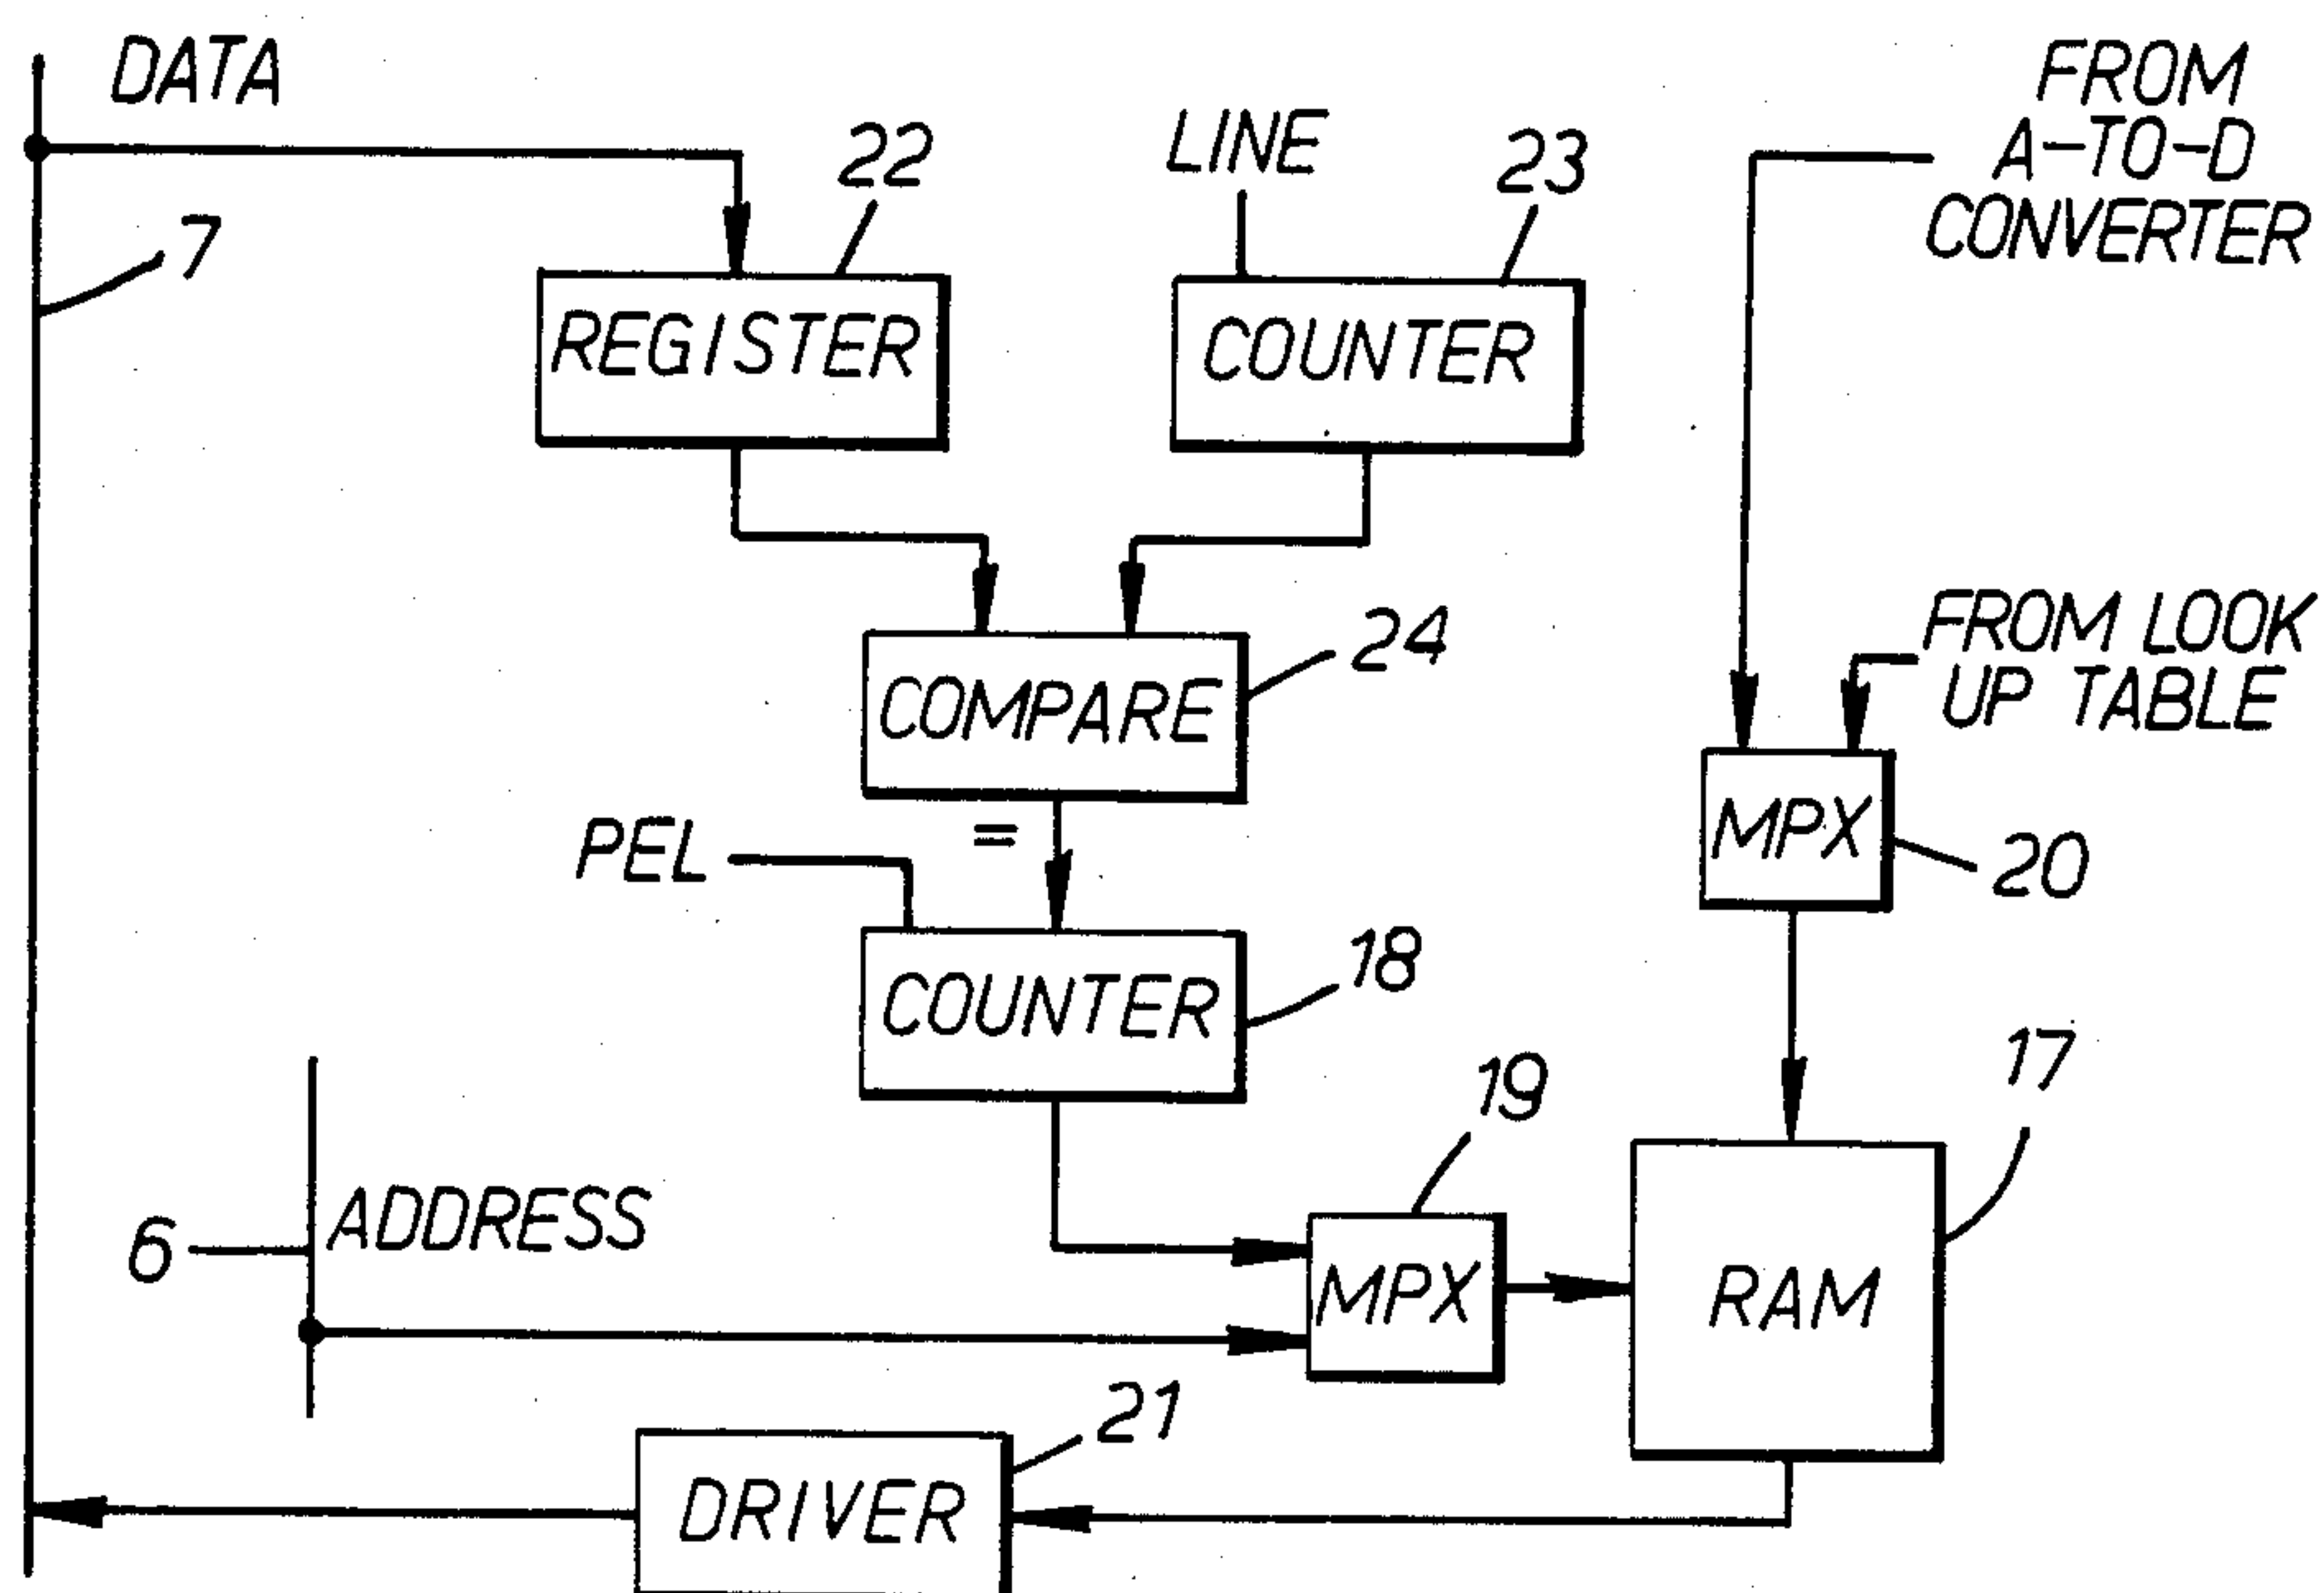 DATA
FROM
A-TO-D
CONVERTER
LINE
22
23
7
REGISTER
COUNTER
24
FROM LOOK
UP TABLE
COMPARE
PEL
=
MPX
20
COUNTER
18
17
19
ADDRESS
6
MPX
RAM
21
DRIVER